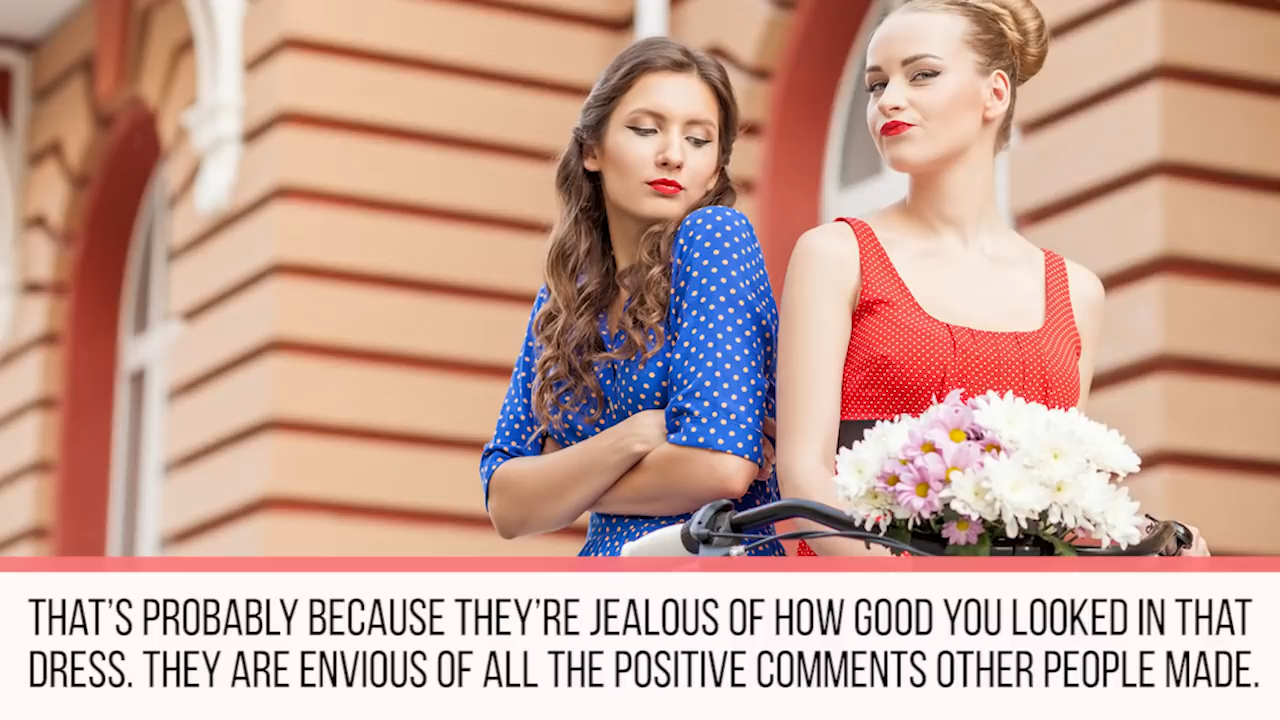 THAT’S PROBABLY BECAUSE THEY’RE JEALOUS OF HOW GOOD YOU LOOKED IN THAT
DRESS. THEY ARE ENVIOUS OF ALL THE POSITIVE COMMENTS OTHER PEOPLE MADE.